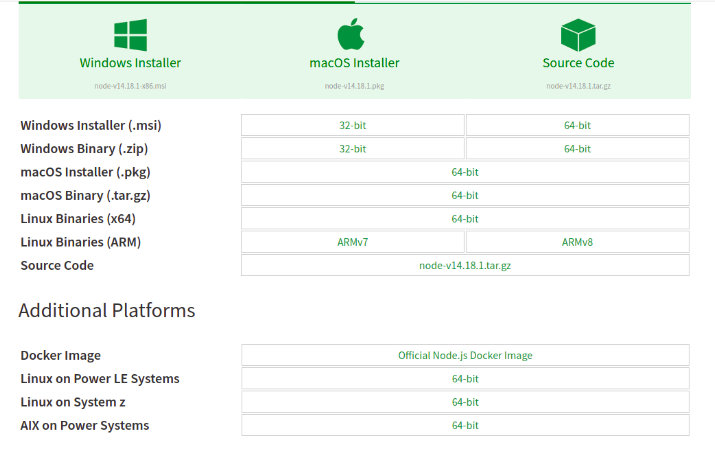 Windows Installer macOS Installer Source Code
node-v14.18.1-x86.msi node-v14.18.1.pkg node-v14.18.1.tar.gz
Windows Installer (.msi) 32-bit 64-bit
Windows Binary (.zip) 32-bit 64-bit
macOS Installer (.pkg) 64-bit
macOS Binary (.tar.gz) 64-bit
Linux Binaries (x64) 64-bit
Linux Binaries (ARM) ARMv7 ARMv8
Source Code node-v14.18.1.tar.gz
Additional Platforms
Docker Image Official Node.js Docker Image
Linux on Power LE Systems 64-bit
Linux on System z 64-bit
AIX on Power Systems 64-bit